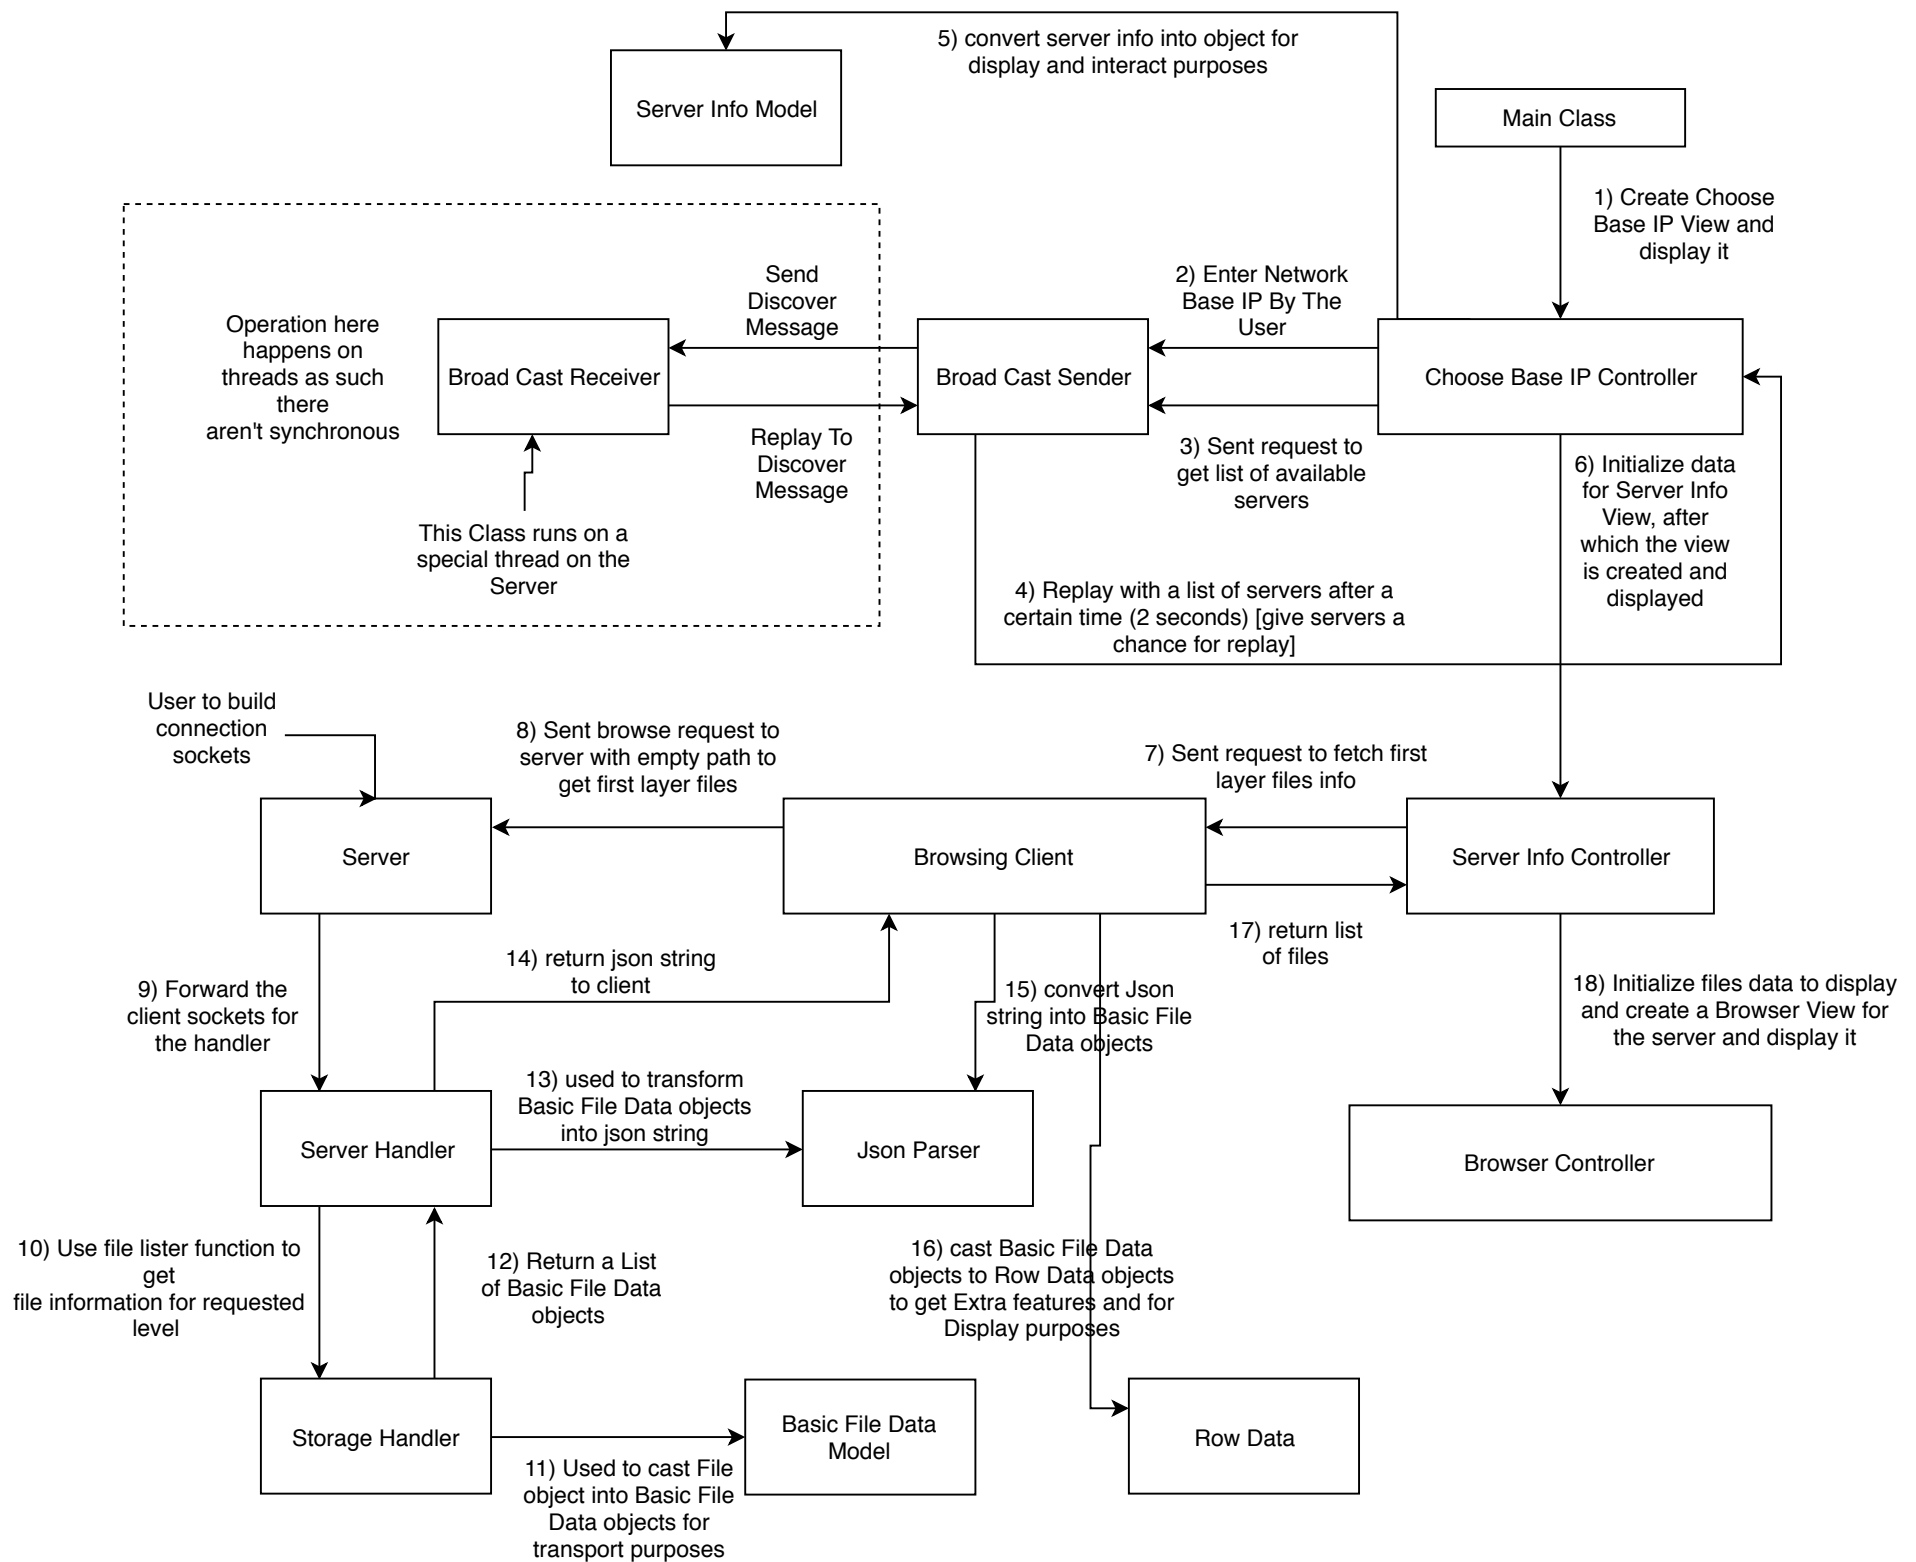 5) convert server info into object for
display and interact purposes
Server Info Model
Main Class
1) Create Choose
Base IP View and
display it
Send
Discover
Message
2) Enter Network
Base IP By The
User
Operation here
happens on
threads as such
there
aren't synchronous
Broad Cast Receiver
Broad Cast Sender
Choose Base IP Controller
Replay To
Discover
Message
3) Sent request to
get list of available
servers
6) Initialize data
for Server Info
View, after
which the view
is created and
displayed
This Class runs on a
special thread on the
Server
4) Replay with a list of servers after a
certain time (2 seconds) [give servers a
chance for replay]
User to build
connection
sockets
8) Sent browse request to
server with empty path to
get first layer files
7) Sent request to fetch first
layer files info
Server
Browsing Client
Server Info Controller
17) return list
of files
14) return json string
to client
9) Forward the
client sockets for
the handler
15) convert Json
string into Basic File
Data objects
18) Initialize files data to display
and create a Browser View for
the server and display it
13) used to transform
Basic File Data objects
into json string
Server Handler
Json Parser
Browser Controller
10) Use file lister function to
get
file information for requested
level
12) Return a List
of Basic File Data
objects
16) cast Basic File Data
objects to Row Data objects
to get Extra features and for
Display purposes
Storage Handler
Basic File Data
Model
Row Data
11) Used to cast File
object into Basic File
Data objects for
transport purposes